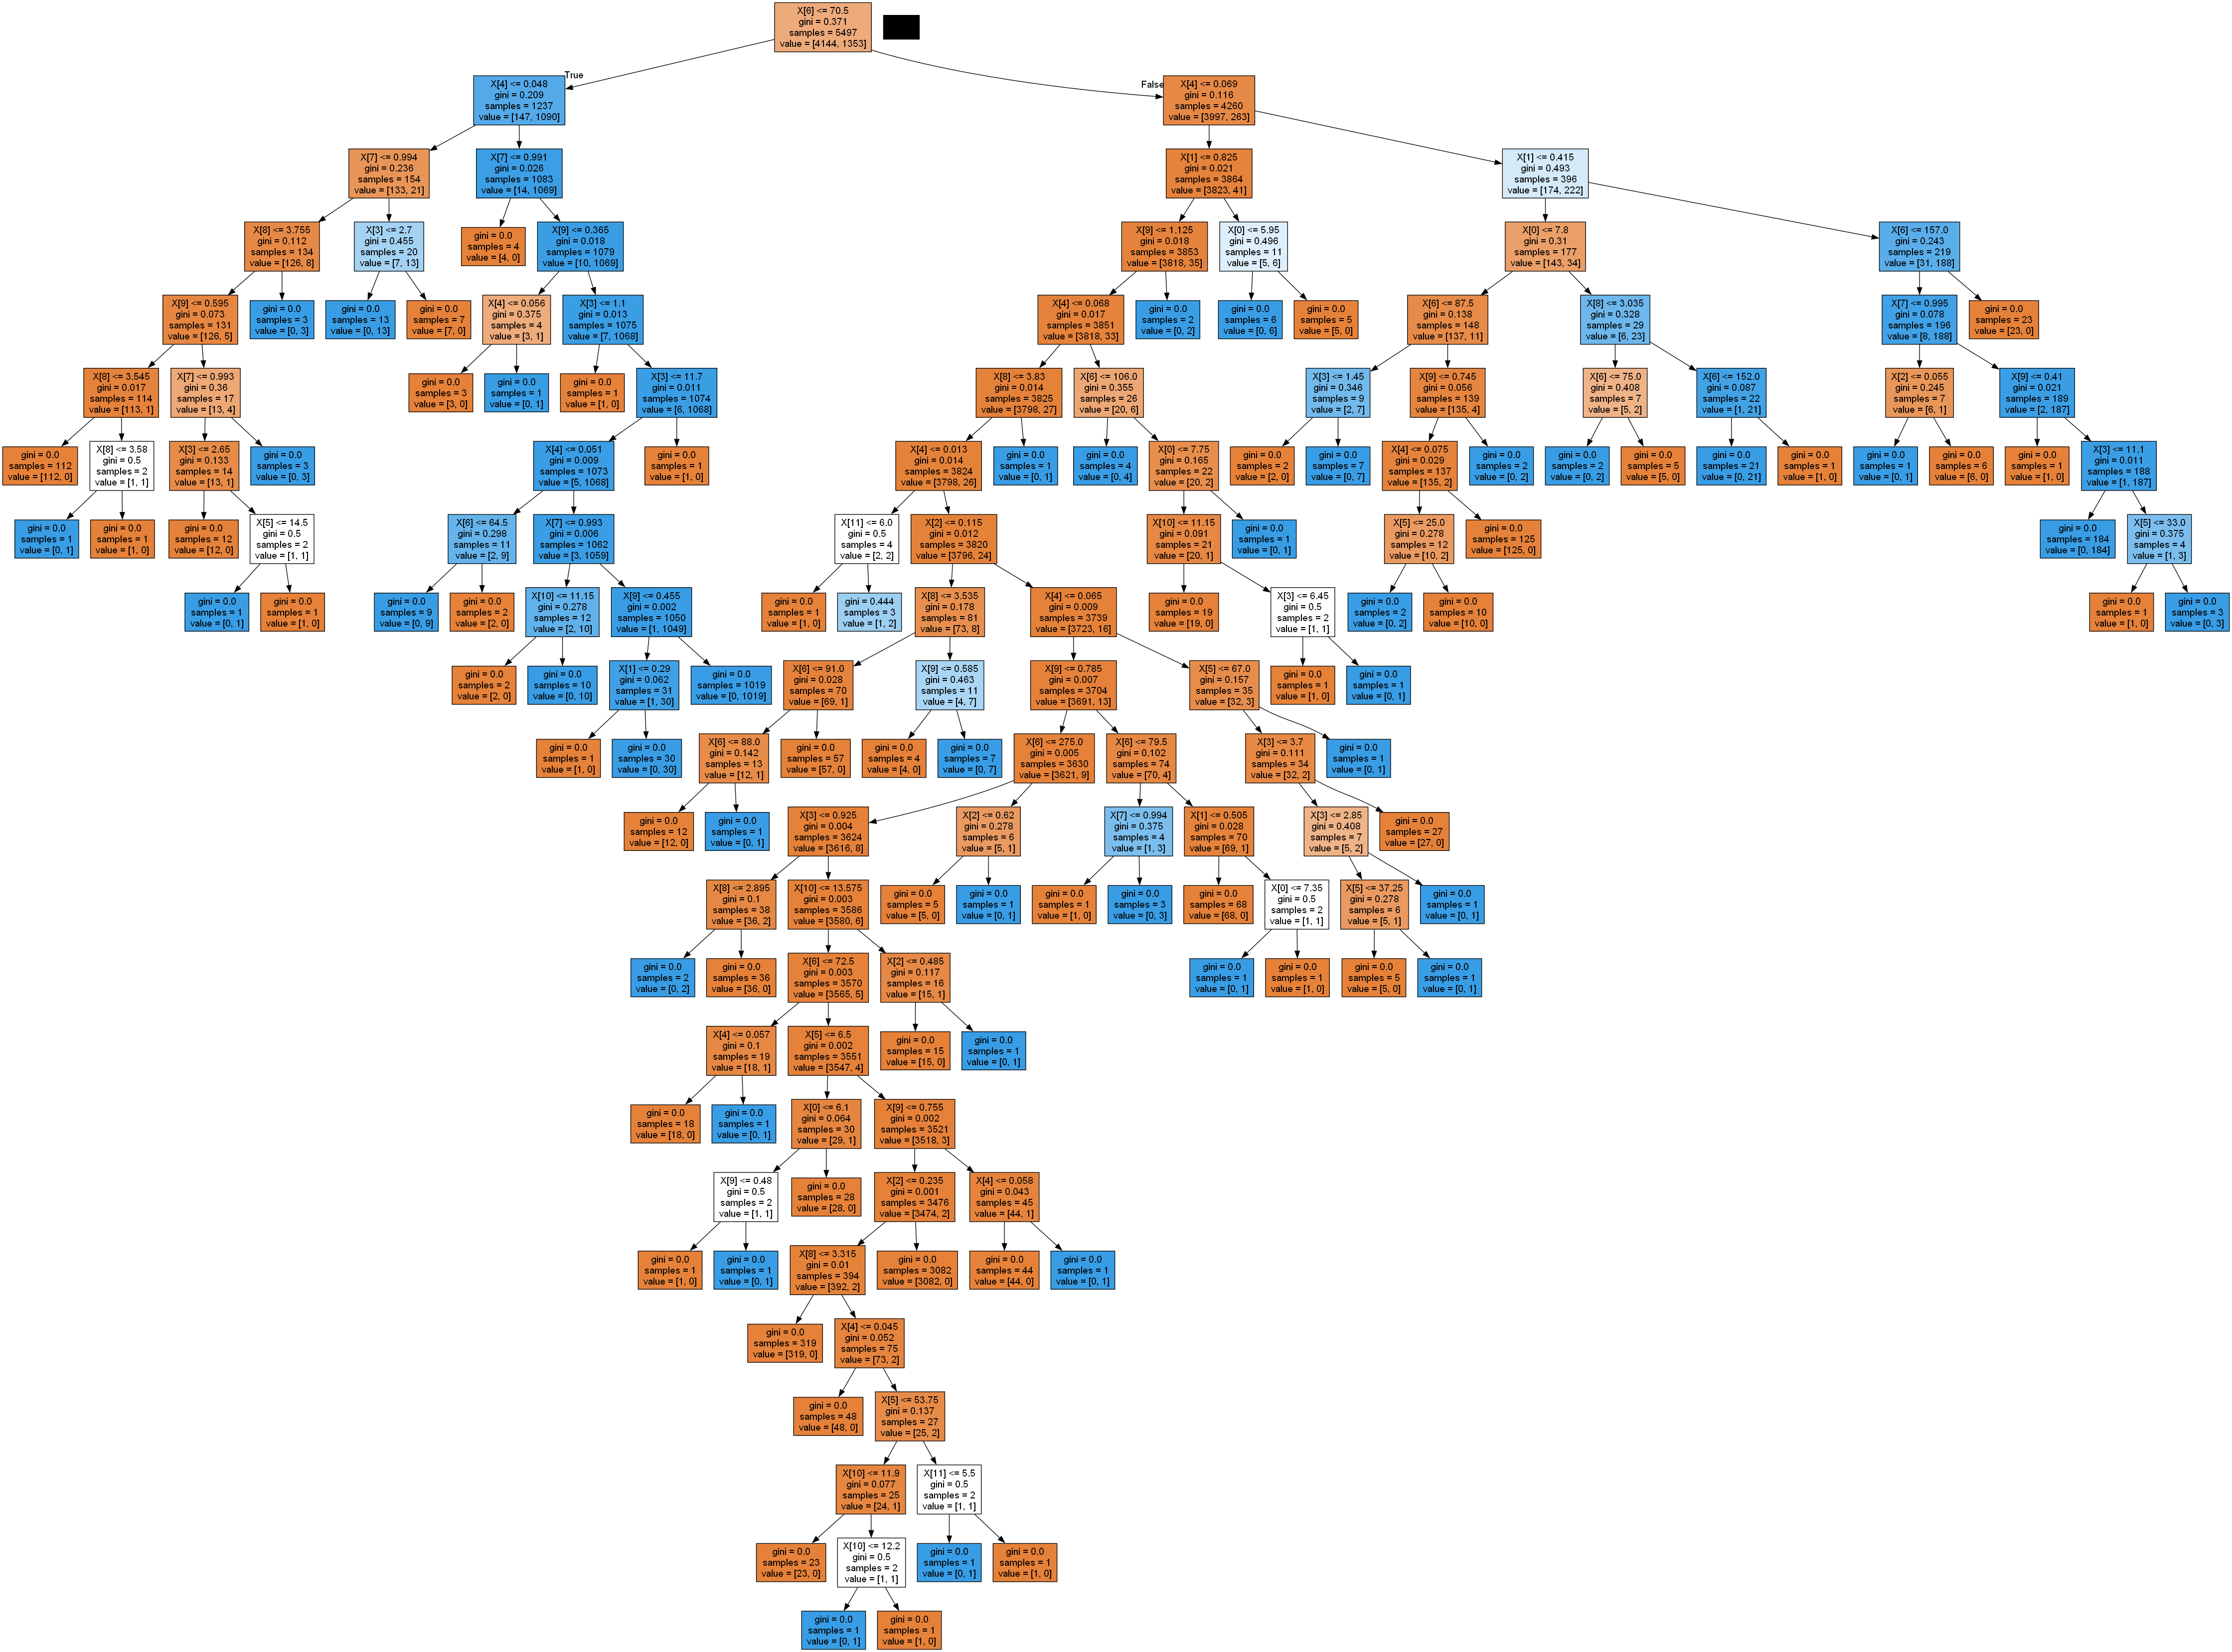 X[6] <= 70.5
gini = 0.371
samples = 5497
value = [4144, 1353]
True
False
X[4] <= 0.048
gini = 0.209
samples = 1237
value = [147, 1090]
X[4] <= 0.069
gini = 0.116
samples = 4260
value = [3997, 263]
X[7] <= 0.994
gini = 0.236
samples = 154
value = [133, 21]
X[7] <= 0.991
gini = 0.026
samples = 1083
value = [14, 1069]
X[1] <= 0.825
gini = 0.021
samples = 3864
value = [3823, 41]
X[1] <= 0.415
gini = 0.493
samples = 396
value = [174, 222]
X[8] <= 3.755
gini = 0.112
samples = 134
value = [126, 8]
X[3] <= 2.7
gini = 0.455
samples = 20
value = [7, 13]
gini = 0.0
samples = 4
value = [4, 0]
X[9] <= 0.365
gini = 0.018
samples = 1079
value = [10, 1069]
X[9] <= 1.125
gini = 0.018
samples = 3853
value = [3818, 35]
X[0] <= 5.95
gini = 0.496
samples = 11
value = [5, 6]
X[0] <= 7.8
gini = 0.31
samples = 177
value = [143, 34]
X[6] <= 157.0
gini = 0.243
samples = 219
value = [31, 188]
X[9] <= 0.595
gini = 0.073
samples = 131
value = [126, 5]
gini = 0.0
samples = 3
value = [0, 3]
gini = 0.0
samples = 13
value = [0, 13]
gini = 0.0
samples = 7
value = [7, 0]
X[4] <= 0.056
gini = 0.375
samples = 4
value = [3, 1]
X[3] <= 1.1
gini = 0.013
samples = 1075
value = [7, 1068]
X[4] <= 0.068
gini = 0.017
samples = 3851
value = [3818, 33]
gini = 0.0
samples = 2
value = [0, 2]
gini = 0.0
samples = 6
value = [0, 6]
gini = 0.0
samples = 5
value = [5, 0]
X[6] <= 87.5
gini = 0.138
samples = 148
value = [137, 11]
X[8] <= 3.035
gini = 0.328
samples = 29
value = [6, 23]
X[7] <= 0.995
gini = 0.078
samples = 196
value = [8, 188]
gini = 0.0
samples = 23
value = [23, 0]
X[8] <= 3.545
gini = 0.017
samples = 114
value = [113, 1]
X[7] <= 0.993
gini = 0.36
samples = 17
value = [13, 4]
gini = 0.0
samples = 3
value = [3, 0]
gini = 0.0
samples = 1
value = [0, 1]
gini = 0.0
samples = 1
value = [1, 0]
X[3] <= 11.7
gini = 0.011
samples = 1074
value = [6, 1068]
X[8] <= 3.83
gini = 0.014
samples = 3825
value = [3798, 27]
X[6] <= 106.0
gini = 0.355
samples = 26
value = [20, 6]
X[3] <= 1.45
gini = 0.346
samples = 9
value = [2, 7]
X[9] <= 0.745
gini = 0.056
samples = 139
value = [135, 4]
X[6] <= 75.0
gini = 0.408
samples = 7
value = [5, 2]
X[6] <= 152.0
gini = 0.087
samples = 22
value = [1, 21]
X[2] <= 0.055
gini = 0.245
samples = 7
value = [6, 1]
X[9] <= 0.41
gini = 0.021
samples = 189
value = [2, 187]
gini = 0.0
samples = 112
value = [112, 0]
X[8] <= 3.58
gini = 0.5
samples = 2
value = [1, 1]
X[3] <= 2.65
gini = 0.133
samples = 14
value = [13, 1]
gini = 0.0
samples = 3
value = [0, 3]
X[4] <= 0.051
gini = 0.009
samples = 1073
value = [5, 1068]
gini = 0.0
samples = 1
value = [1, 0]
X[4] <= 0.013
gini = 0.014
samples = 3824
value = [3798, 26]
gini = 0.0
samples = 1
value = [0, 1]
gini = 0.0
samples = 4
value = [0, 4]
X[0] <= 7.75
gini = 0.165
samples = 22
value = [20, 2]
gini = 0.0
samples = 2
value = [2, 0]
gini = 0.0
samples = 7
value = [0, 7]
X[4] <= 0.075
gini = 0.029
samples = 137
value = [135, 2]
gini = 0.0
samples = 2
value = [0, 2]
gini = 0.0
samples = 2
value = [0, 2]
gini = 0.0
samples = 5
value = [5, 0]
gini = 0.0
samples = 21
value = [0, 21]
gini = 0.0
samples = 1
value = [1, 0]
gini = 0.0
samples = 1
value = [0, 1]
gini = 0.0
samples = 6
value = [6, 0]
gini = 0.0
samples = 1
value = [1, 0]
X[3] <= 11.1
gini = 0.011
samples = 188
value = [1, 187]
gini = 0.0
samples = 1
value = [0, 1]
gini = 0.0
samples = 1
value = [1, 0]
gini = 0.0
samples = 12
value = [12, 0]
X[5] <= 14.5
gini = 0.5
samples = 2
value = [1, 1]
X[6] <= 64.5
gini = 0.298
samples = 11
value = [2, 9]
X[7] <= 0.993
gini = 0.006
samples = 1062
value = [3, 1059]
X[11] <= 6.0
gini = 0.5
samples = 4
value = [2, 2]
X[2] <= 0.115
gini = 0.012
samples = 3820
value = [3796, 24]
X[10] <= 11.15
gini = 0.091
samples = 21
value = [20, 1]
gini = 0.0
samples = 1
value = [0, 1]
X[5] <= 25.0
gini = 0.278
samples = 12
value = [10, 2]
gini = 0.0
samples = 125
value = [125, 0]
gini = 0.0
samples = 184
value = [0, 184]
X[5] <= 33.0
gini = 0.375
samples = 4
value = [1, 3]
gini = 0.0
samples = 1
value = [0, 1]
gini = 0.0
samples = 1
value = [1, 0]
gini = 0.0
samples = 9
value = [0, 9]
gini = 0.0
samples = 2
value = [2, 0]
X[10] <= 11.15
gini = 0.278
samples = 12
value = [2, 10]
X[9] <= 0.455
gini = 0.002
samples = 1050
value = [1, 1049]
gini = 0.0
samples = 1
value = [1, 0]
gini = 0.444
samples = 3
value = [1, 2]
X[8] <= 3.535
gini = 0.178
samples = 81
value = [73, 8]
X[4] <= 0.065
gini = 0.009
samples = 3739
value = [3723, 16]
gini = 0.0
samples = 19
value = [19, 0]
X[3] <= 6.45
gini = 0.5
samples = 2
value = [1, 1]
gini = 0.0
samples = 2
value = [0, 2]
gini = 0.0
samples = 10
value = [10, 0]
gini = 0.0
samples = 1
value = [1, 0]
gini = 0.0
samples = 3
value = [0, 3]
gini = 0.0
samples = 2
value = [2, 0]
gini = 0.0
samples = 10
value = [0, 10]
X[1] <= 0.29
gini = 0.062
samples = 31
value = [1, 30]
gini = 0.0
samples = 1019
value = [0, 1019]
X[6] <= 91.0
gini = 0.028
samples = 70
value = [69, 1]
X[9] <= 0.585
gini = 0.463
samples = 11
value = [4, 7]
X[9] <= 0.785
gini = 0.007
samples = 3704
value = [3691, 13]
X[5] <= 67.0
gini = 0.157
samples = 35
value = [32, 3]
gini = 0.0
samples = 1
value = [1, 0]
gini = 0.0
samples = 1
value = [0, 1]
gini = 0.0
samples = 1
value = [1, 0]
gini = 0.0
samples = 30
value = [0, 30]
X[6] <= 88.0
gini = 0.142
samples = 13
value = [12, 1]
gini = 0.0
samples = 57
value = [57, 0]
gini = 0.0
samples = 4
value = [4, 0]
gini = 0.0
samples = 7
value = [0, 7]
X[6] <= 275.0
gini = 0.005
samples = 3630
value = [3621, 9]
X[6] <= 79.5
gini = 0.102
samples = 74
value = [70, 4]
X[3] <= 3.7
gini = 0.111
samples = 34
value = [32, 2]
gini = 0.0
samples = 1
value = [0, 1]
gini = 0.0
samples = 12
value = [12, 0]
gini = 0.0
samples = 1
value = [0, 1]
X[3] <= 0.925
gini = 0.004
samples = 3624
value = [3616, 8]
X[2] <= 0.62
gini = 0.278
samples = 6
value = [5, 1]
X[7] <= 0.994
gini = 0.375
samples = 4
value = [1, 3]
X[1] <= 0.505
gini = 0.028
samples = 70
value = [69, 1]
X[3] <= 2.85
gini = 0.408
samples = 7
value = [5, 2]
gini = 0.0
samples = 27
value = [27, 0]
X[8] <= 2.895
gini = 0.1
samples = 38
value = [36, 2]
X[10] <= 13.575
gini = 0.003
samples = 3586
value = [3580, 6]
gini = 0.0
samples = 5
value = [5, 0]
gini = 0.0
samples = 1
value = [0, 1]
gini = 0.0
samples = 1
value = [1, 0]
gini = 0.0
samples = 3
value = [0, 3]
gini = 0.0
samples = 68
value = [68, 0]
X[0] <= 7.35
gini = 0.5
samples = 2
value = [1, 1]
X[5] <= 37.25
gini = 0.278
samples = 6
value = [5, 1]
gini = 0.0
samples = 1
value = [0, 1]
gini = 0.0
samples = 2
value = [0, 2]
gini = 0.0
samples = 36
value = [36, 0]
X[6] <= 72.5
gini = 0.003
samples = 3570
value = [3565, 5]
X[2] <= 0.485
gini = 0.117
samples = 16
value = [15, 1]
gini = 0.0
samples = 1
value = [0, 1]
gini = 0.0
samples = 1
value = [1, 0]
gini = 0.0
samples = 5
value = [5, 0]
gini = 0.0
samples = 1
value = [0, 1]
X[4] <= 0.057
gini = 0.1
samples = 19
value = [18, 1]
X[5] <= 6.5
gini = 0.002
samples = 3551
value = [3547, 4]
gini = 0.0
samples = 15
value = [15, 0]
gini = 0.0
samples = 1
value = [0, 1]
gini = 0.0
samples = 18
value = [18, 0]
gini = 0.0
samples = 1
value = [0, 1]
X[0] <= 6.1
gini = 0.064
samples = 30
value = [29, 1]
X[9] <= 0.755
gini = 0.002
samples = 3521
value = [3518, 3]
X[9] <= 0.48
gini = 0.5
samples = 2
value = [1, 1]
gini = 0.0
samples = 28
value = [28, 0]
X[2] <= 0.235
gini = 0.001
samples = 3476
value = [3474, 2]
X[4] <= 0.058
gini = 0.043
samples = 45
value = [44, 1]
gini = 0.0
samples = 1
value = [1, 0]
gini = 0.0
samples = 1
value = [0, 1]
X[8] <= 3.315
gini = 0.01
samples = 394
value = [392, 2]
gini = 0.0
samples = 3082
value = [3082, 0]
gini = 0.0
samples = 44
value = [44, 0]
gini = 0.0
samples = 1
value = [0, 1]
gini = 0.0
samples = 319
value = [319, 0]
X[4] <= 0.045
gini = 0.052
samples = 75
value = [73, 2]
gini = 0.0
samples = 48
value = [48, 0]
X[5] <= 53.75
gini = 0.137
samples = 27
value = [25, 2]
X[10] <= 11.9
gini = 0.077
samples = 25
value = [24, 1]
X[11] <= 5.5
gini = 0.5
samples = 2
value = [1, 1]
gini = 0.0
samples = 23
value = [23, 0]
X[10] <= 12.2
gini = 0.5
samples = 2
value = [1, 1]
gini = 0.0
samples = 1
value = [0, 1]
gini = 0.0
samples = 1
value = [1, 0]
gini = 0.0
samples = 1
value = [0, 1]
gini = 0.0
samples = 1
value = [1, 0]